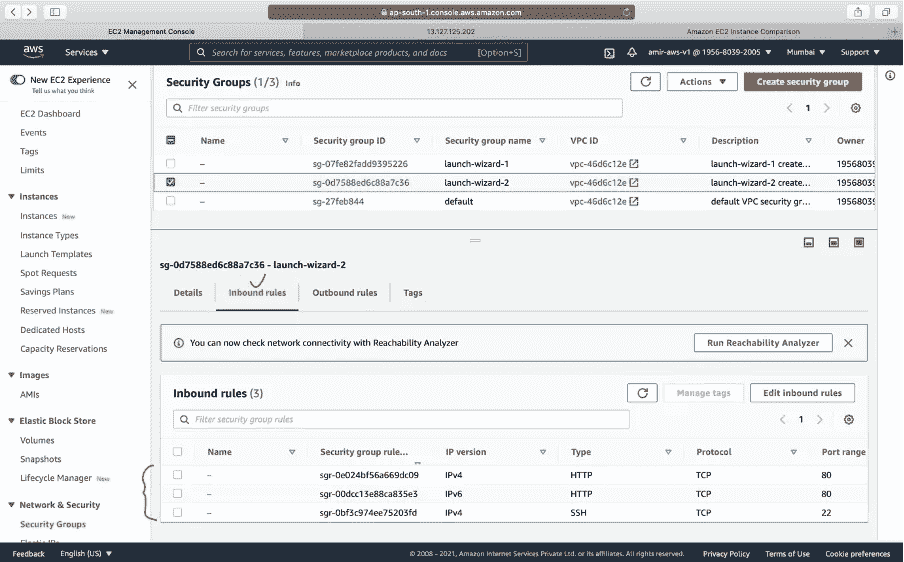 ap-south-1.console.aws.amazon.com
EC2 Management Console
13.127.125.202
Amazon EC2 Instance Comparison
aws
Services
Search for services, features, marketplace products, and docs
[Option+S]
amir-aws-v1 @ 1956-8039-2005
Mumbai
Support
New EC2 Experience
Tell us what you think
EC2 Dashboard
Events
Tags
Limits
Instances
Instances New
Instance Types
Launch Templates
Spot Requests
Savings Plans
Reserved Instances New
Dedicated Hosts
Capacity Reservations
Images
AMIs
Elastic Block Store
Volumes
Snapshots
Lifecycle Manager New
Network & Security
Security Groups
Security Groups (1/3) Info
Actions
Create security group
Filter security groups
1
Name Security group ID Security group name VPC ID Description Owner
– sg-07fe82fadd9395226 launch-wizard-1 vpc-46d6c12e launch-wizard-1 create...19568039
– sg-0d7588ed6c88a7c36 launch-wizard-2 vpc-46d6c12e launch-wizard-2 create... 19568039
– sg-27feb844 default vpc-46d6c12e default VPC security gr... 19568039
sg-0d7588ed6c88a7c36 - launch-wizard-2
Details Inbound rules Outbound rules Tags
You can now check network connectivity with Reachability Analyzer
Run Reachability Analyzer
Inbound rules (3)
Manage tags
Edit inbound rules
Filter security group rules
1
Name Security group rule... IP version Type Protocol Port range
– sgr-0e024bf56a669dc09 IPv4 HTTP TCP 80
– sgr-00dcc13e88ca835e3 IPv6 HTTP TCP 80
– sgr-0bf3c974ee75203fd IPv4 SSH TCP 22
Feedback English (US)
© 2008 - 2021, Amazon Internet Services Private Ltd. or its affiliates. All rights reserved.
Privacy Policy Terms of Use Cookie preferences